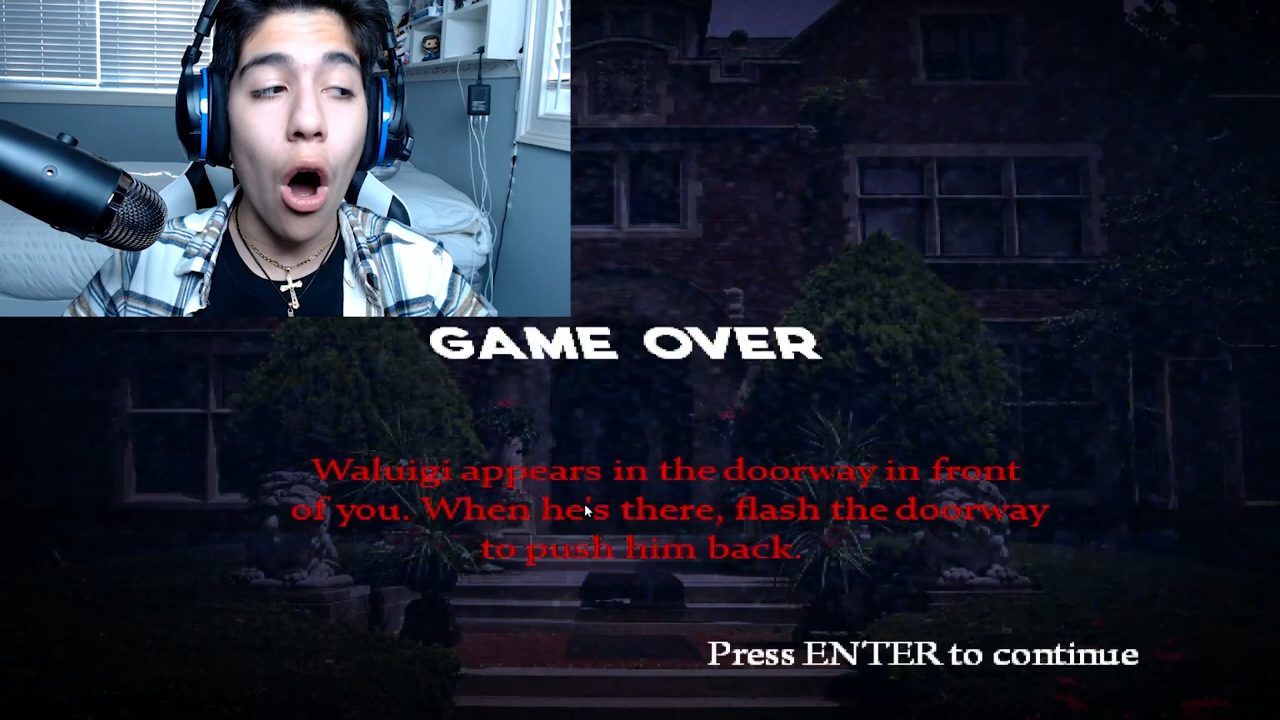 GAME OVER
Waluigi appears in the doorway in front
of you. When he's there, flash the doorway
to push him back.
Press ENTER to continue